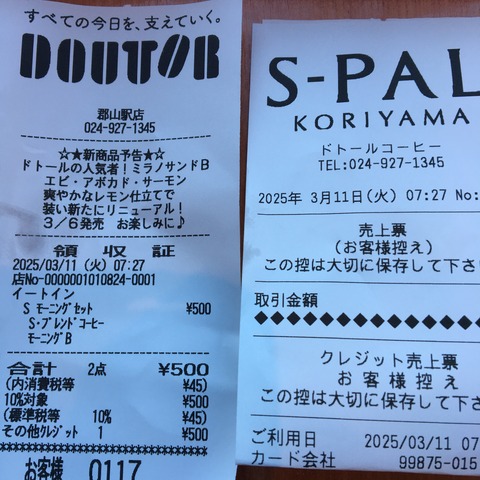 すべての今日を、支えていく。
DOUTOR
郡山駅店
024-927-1345
☆★新商品予告★☆
ドトールの人気者！ミラノサンドB
エビ・アボカド・サーモン
爽やかなレモン仕立てで
装い新たにリニューアル！
3／6発売 お楽しみに♪
領収証
2025/03/11 (火) 07:27
店No-0000001010824-0001
イートイン
S モーニングセット ¥500
S・ブレンドコーヒー
モーニングB
合計 2点 ¥500
(内消費税等 ¥45)
10%対象 ¥500
(標準税等 10% ¥45)
その他クレジット 1 ¥500
お客様 0117
S-PAL
KORIYAMA
ドトールコーヒー
TEL:024-927-1345
2025年 3月11日(火) 07:27 No:
売上票
(お客様控え)
この控は大切に保存して下さい
取引金額
◆◆◆◆◆◆◆◆◆◆◆◆◆◆
クレジット売上票
お客様控え
この控は大切に保存して下さ
ご利用日 2025/03/11 07
カード会社 99875-015